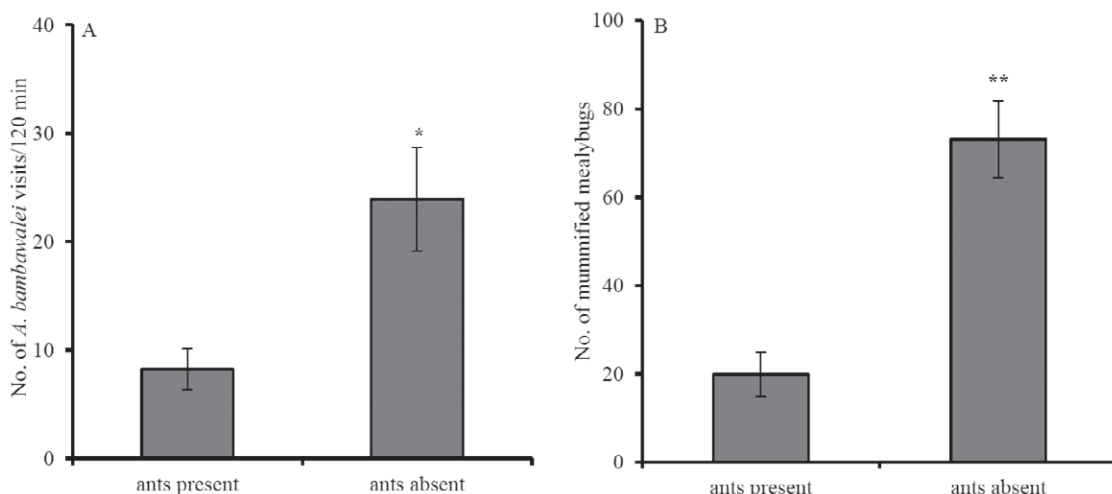 A
No. of A. bambawalei visits/120 min
40
30
20
10
0
*
ants present
ants absent
B
No. of mummified mealybugs
100
80
60
40
20
0
**
ants present
ants absent